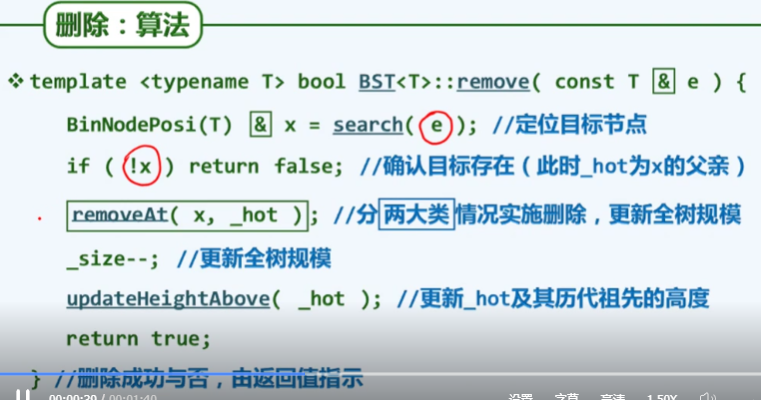 删除：算法
❖ template <typename T> bool BST<T>::remove( const T & e ) {
BinNodePosi(T) & x = search( e ); //定位目标节点
if ( !x ) return false; //确认目标存在（此时_hot为x的父亲）
removeAt( x, _hot ); //分两大类情况实施删除，更新全树规模
_size--; //更新全树规模
updateHeightAbove( _hot ); //更新_hot及其历代祖先的高度
return true;
} //删除成功与否，由返回值指示
00:00:39 / 00:01:40 设置 字幕 高清 1.50X